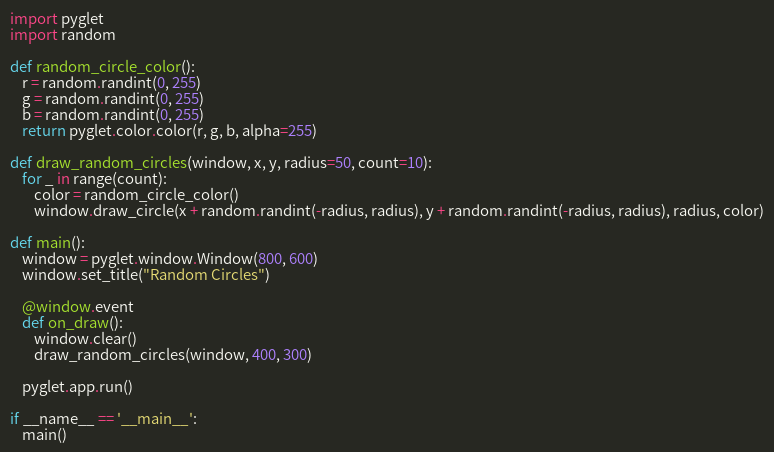 import pyglet
import random

def random_circle_color():
    r = random.randint(0, 255)
    g = random.randint(0, 255)
    b = random.randint(0, 255)
    return pyglet.color.color(r, g, b, alpha=255)

def draw_random_circles(window, x, y, radius=50, count=10):
    for _ in range(count):
        color = random_circle_color()
        window.draw_circle(x + random.randint(-radius, radius), y + random.randint(-radius, radius), radius, color)

def main():
    window = pyglet.window.Window(800, 600)
    window.set_title("Random Circles")

    @window.event
    def on_draw():
        window.clear()
        draw_random_circles(window, 400, 300)

    pyglet.app.run()

if __name__ == '__main__':
    main()